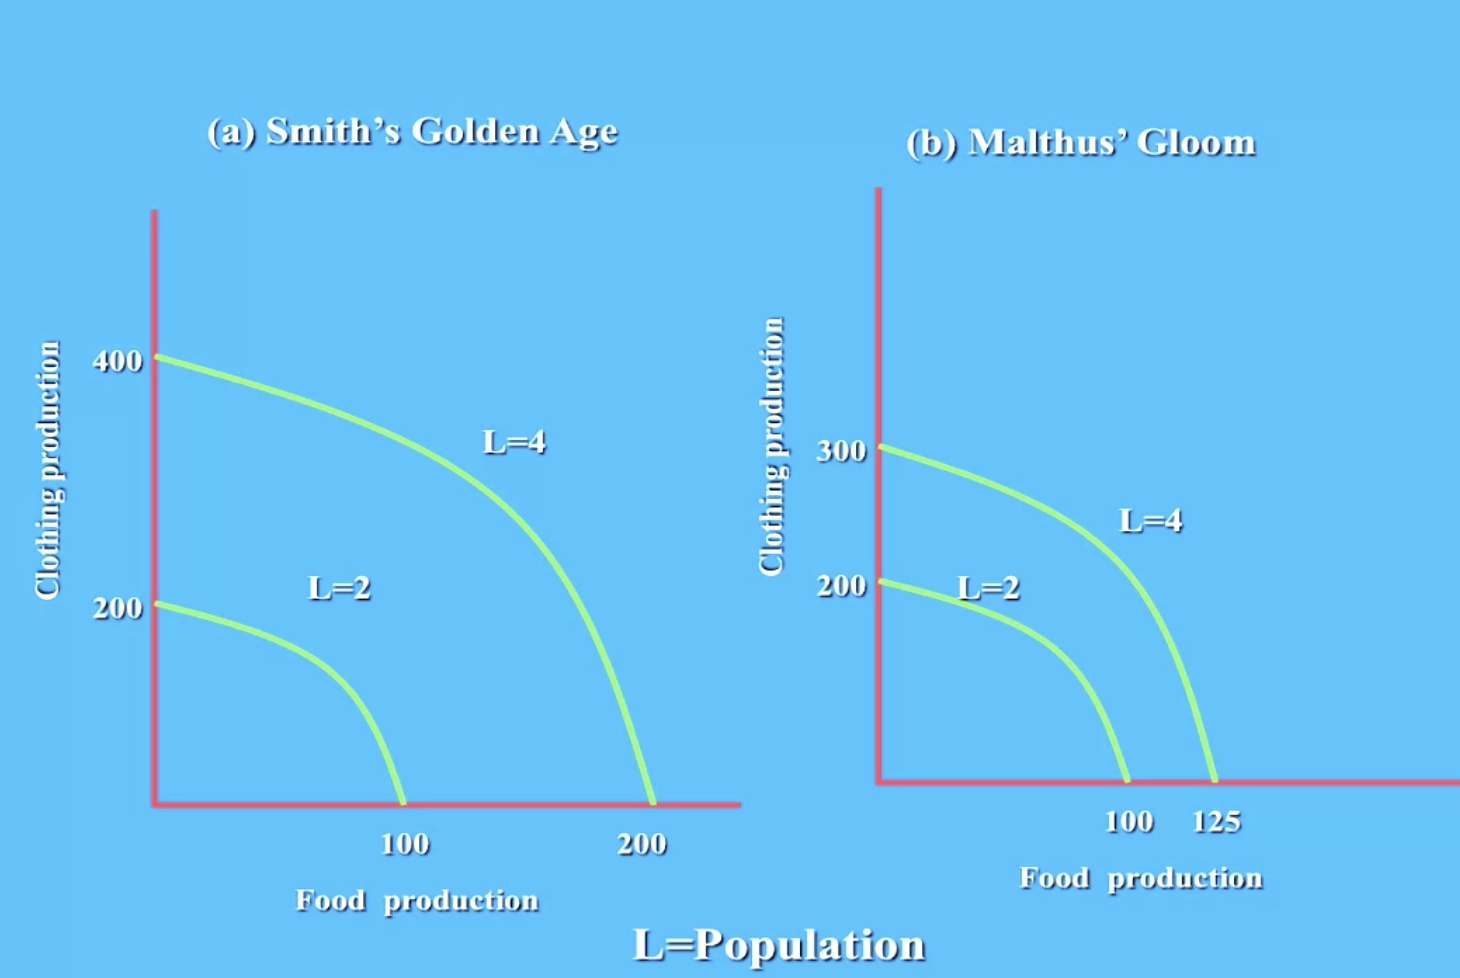 (a) Smith's Golden Age
Clothing production
400
200
L=4
L=2
100
200
Food production
(b) Malthus' Gloom
Clothing production
300
200
L=4
L=2
100
125
Food production
L=Population